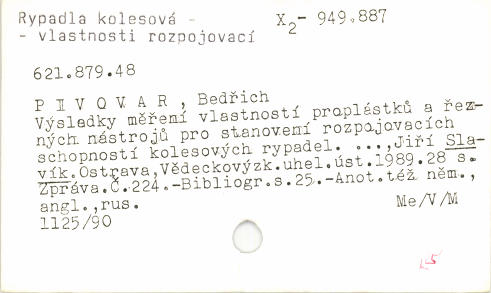 Rypadla kolesová - X2- 949.887
- vlastnosti rozpojovací
621.879.48
P I V O V A R , Bedřich
Výsledky měření vlastností proplástků a řez-
ných nástrojů pro stanovení rozpojovacích
schopností kolesových rypadel. ...,Jiří Sla-
vík.Ostrava,Vědeckovýzk.uhel.úst.1989.28 s.
Zpráva.Č.224.-Bibliogr.s.25.-Anot.též něm.,
angl.,rus. Me/V/M
1125/90